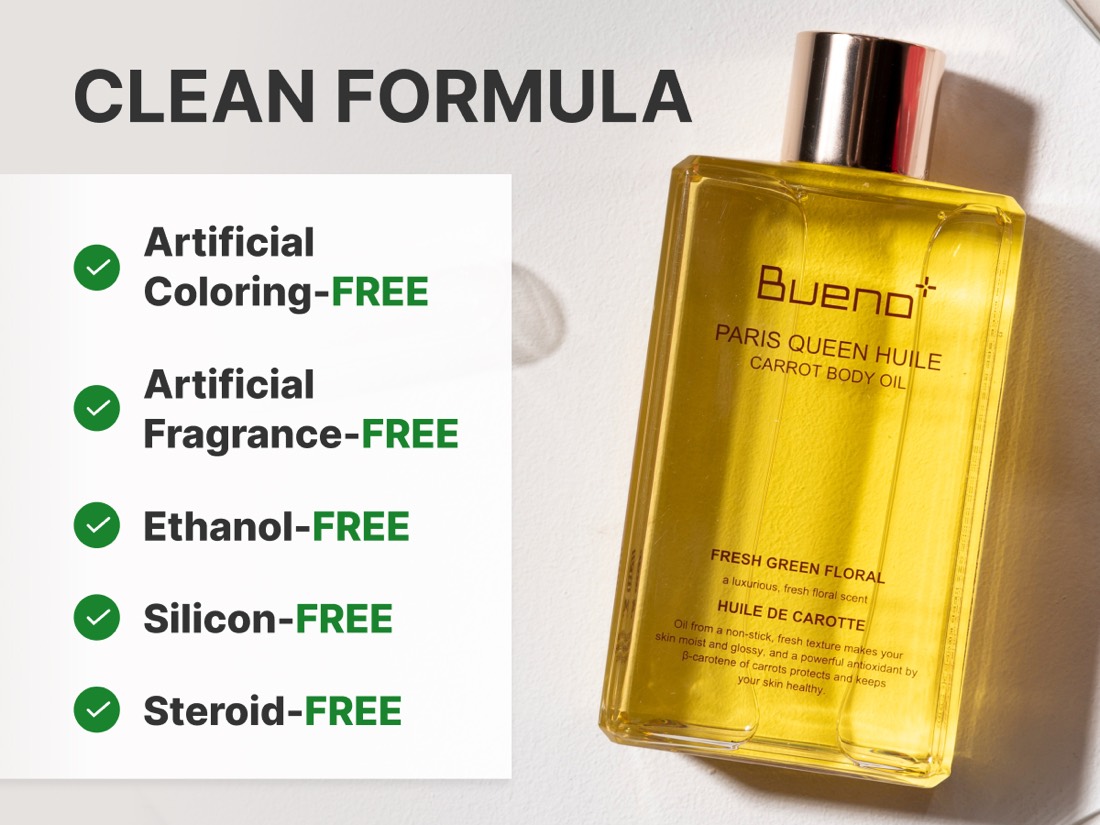 CLEAN FORMULA
Artificial
Coloring-FREE
Artificial
Fragrance-FREE
Ethanol-FREE
Silicon-FREE
Steroid-FREE
Bueno+
PARIS QUEEN HUILE
CARROT BODY OIL
FRESH GREEN FLORAL
a luxurious, fresh floral scent
HUILE DE CAROTTE
Oil from a non-stick, fresh texture makes your
skin moist and glossy, and a powerful antioxidant by
β-carotene of carrots protects and keeps
your skin healthy.